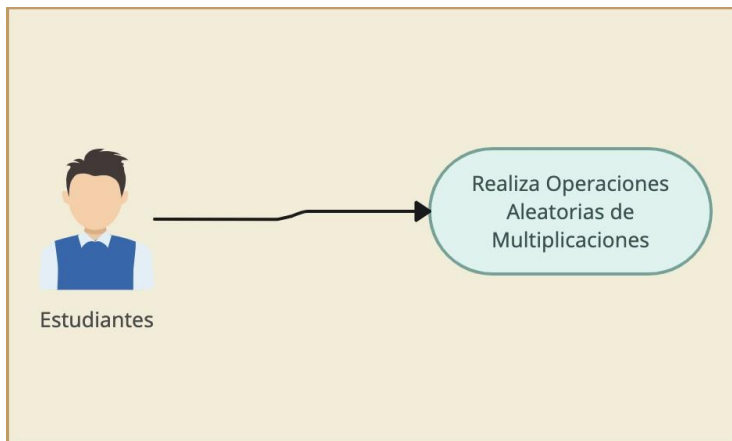 Realiza Operaciones
Aleatorias de
Multiplicaciones
Estudiantes